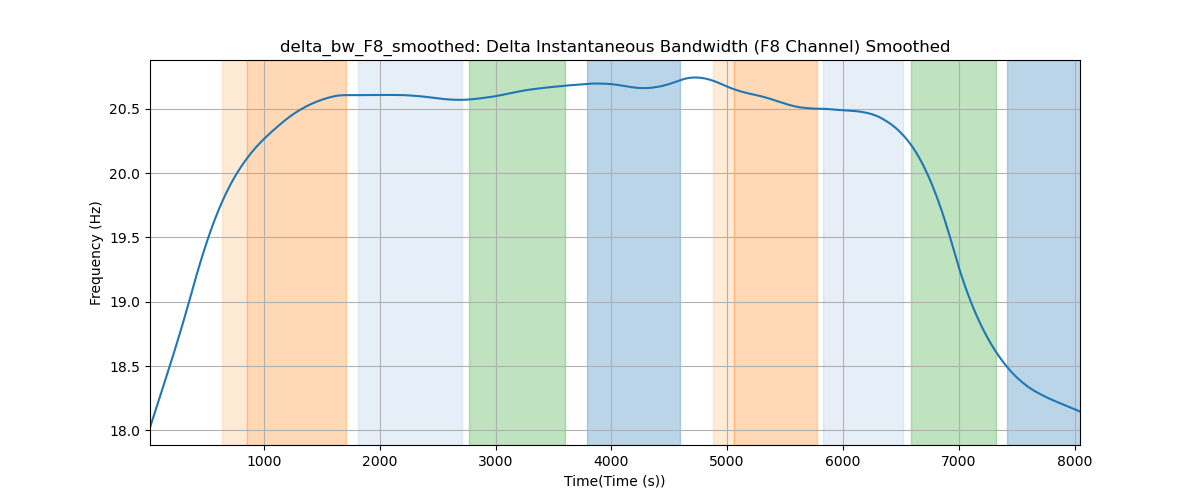 delta_bw_F8_smoothed: Delta Instantaneous Bandwidth (F8 Channel) Smoothed
Frequency (Hz)
20.5
20.0
19.5
19.0
18.5
18.0
1000 2000 3000 4000 5000 6000 7000 8000
Time(Time (s))